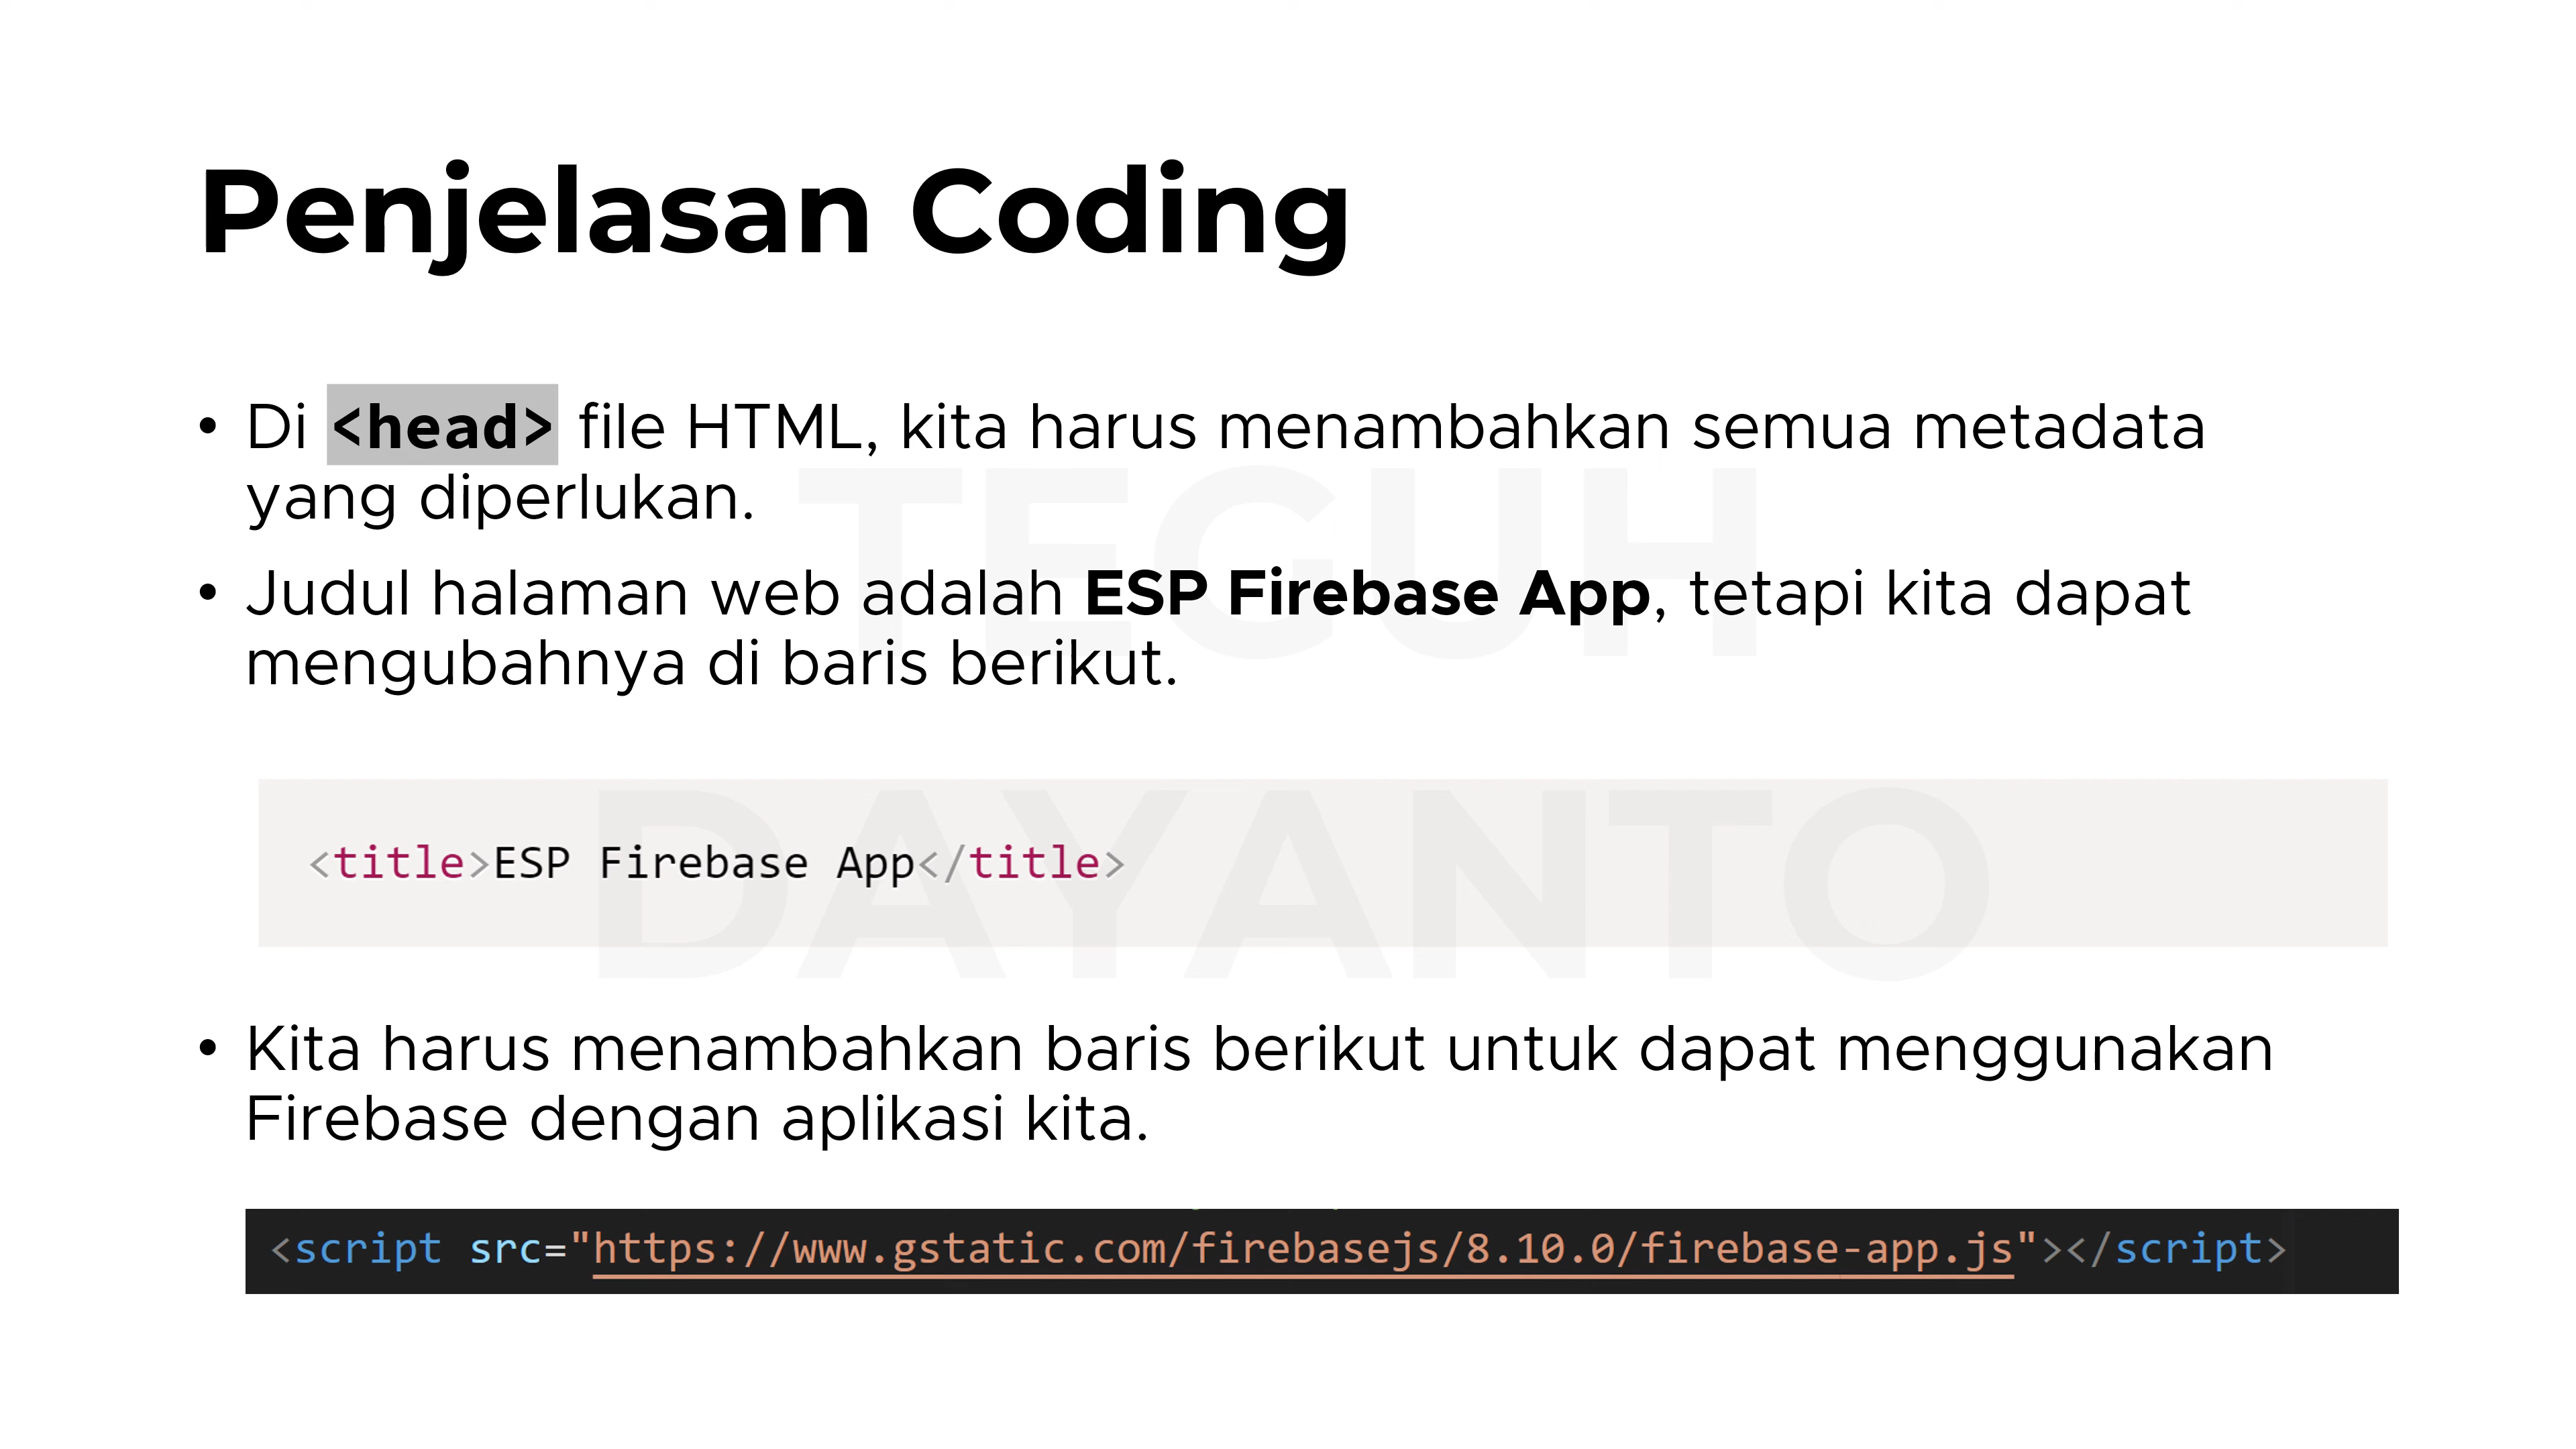 Penjelasan Coding
• Di <head> file HTML, kita harus menambahkan semua metadata
yang diperlukan.
• Judul halaman web adalah ESP Firebase App, tetapi kita dapat
mengubahnya di baris berikut.
TEGUH
<title>ESP Firebase App</title>
DAYANTO
• Kita harus menambahkan baris berikut untuk dapat menggunakan
Firebase dengan aplikasi kita.
<script src="https://www.gstatic.com/firebasejs/8.10.0/firebase-app.js"></script>